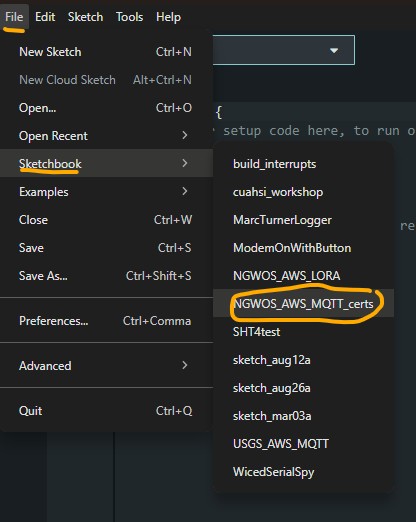 File Edit Sketch Tools Help
New Sketch Ctrl+N
New Cloud Sketch Alt+Ctrl+N
Open... Ctrl+O
{
Open Recent
setup code here, to run o
Sketchbook
build_interrupts
Examples
cuahsi_workshop
Close Ctrl+W
MarcTurnerLogger
re
Save Ctrl+S
ModemOnWithButton
Save As... Ctrl+Shift+S
NGWOS_AWS_LORA
NGWOS_AWS_MQTT_certs
Preferences... Ctrl+Comma
SHT4test
Advanced
sketch_aug12a
sketch_aug26a
Quit Ctrl+Q
sketch_mar03a
USGS_AWS_MQTT
WicedSerialSpy